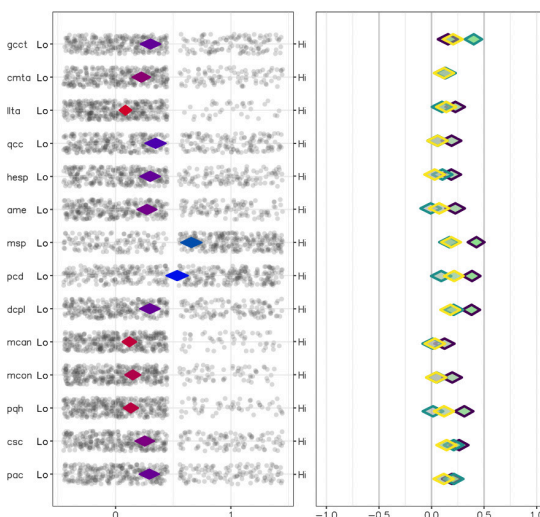 gcct Lo Hi
cmta Lo Hi
llta Lo Hi
qcc Lo Hi
hesp Lo Hi
ame Lo Hi
msp Lo Hi
pcd Lo Hi
dcpl Lo Hi
mcan Lo Hi
mcon Lo Hi
pqh Lo Hi
csc Lo Hi
pac Lo Hi
0 1 -1.0 -0.5 0.0 0.5 1.0